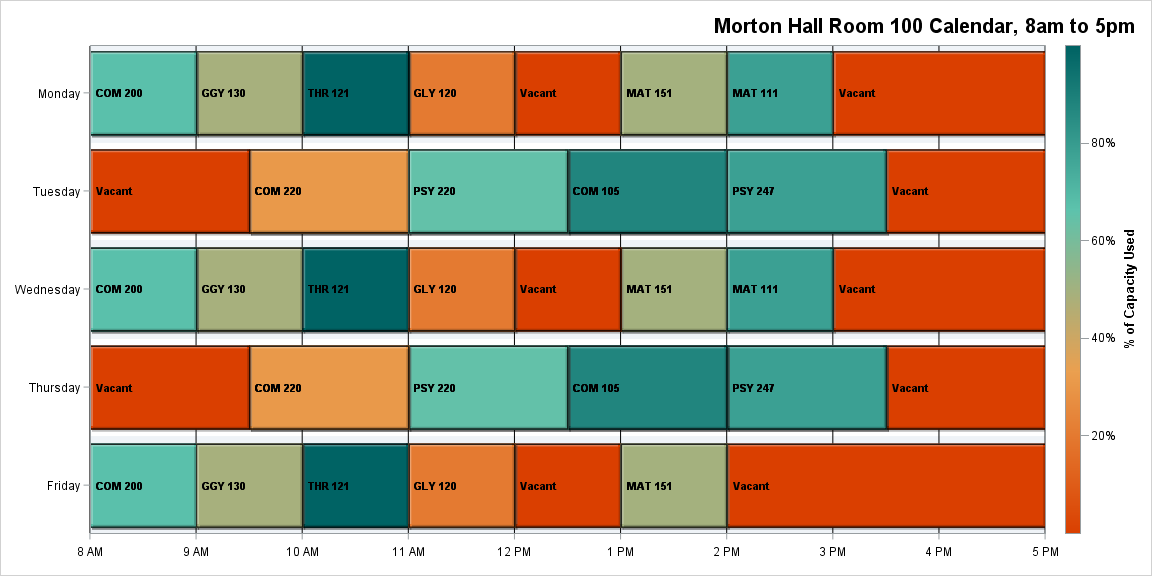 Morton Hall Room 100 Calendar, 8am to 5pm
Monday
COM 200
GGY 130
THR 121
GLY 120
Vacant
MAT 151
MAT 111
Vacant
Tuesday
Vacant
COM 220
PSY 220
COM 105
PSY 247
Vacant
Wednesday
COM 200
GGY 130
THR 121
GLY 120
Vacant
MAT 151
MAT 111
Vacant
Thursday
Vacant
COM 220
PSY 220
COM 105
PSY 247
Vacant
Friday
COM 200
GGY 130
THR 121
GLY 120
Vacant
MAT 151
Vacant
8 AM
9 AM
10 AM
11 AM
12 PM
1 PM
2 PM
3 PM
4 PM
5 PM
80%
60%
40%
20%
% of Capacity Used